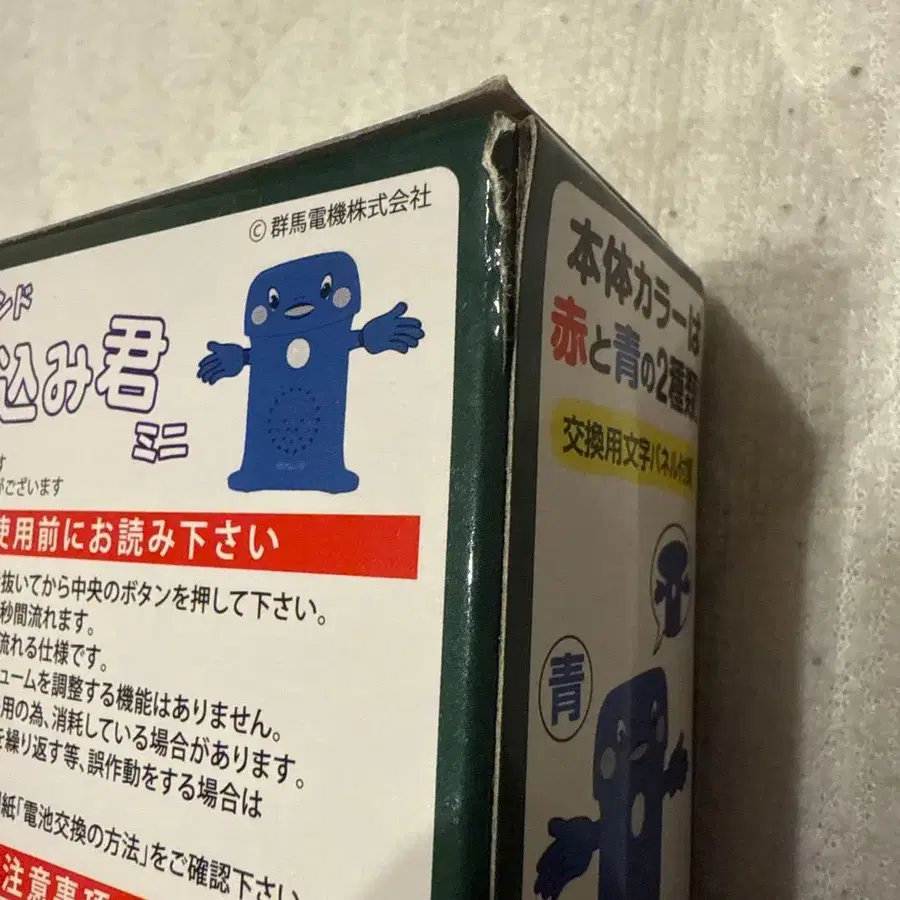 © 群馬電機株式会社
ンド
込み君
ミニ
す
がございます
使用前にお読み下さい
抜いてから中央のボタンを押して下さい。
秒間流れます。
流れる仕様です。
ュームを調整する機能はありません。
用の為、消耗している場合があります。
を繰り返す等、誤作動をする場合は
紙「電池交換の方法」をご確認下さい
注意事項
本体カラーは
赤と青の2種類
交換用文字パネル付属
青